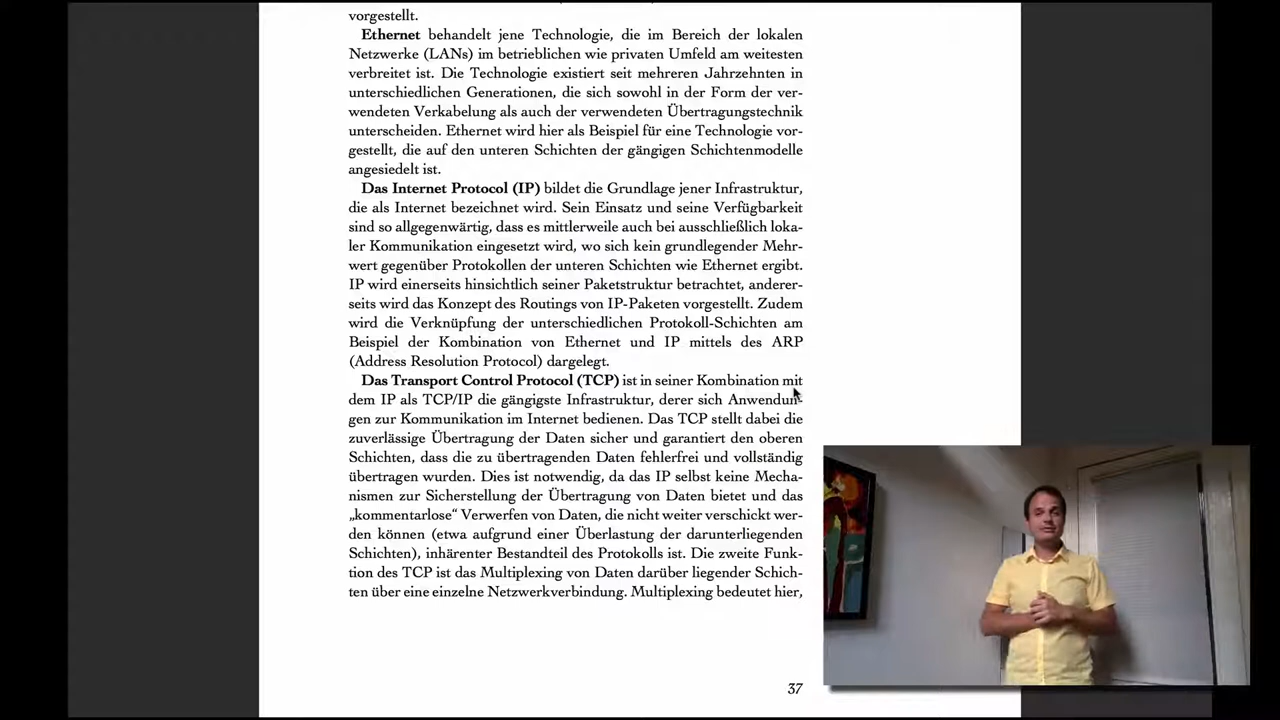 vorgestellt.
Ethernet behandelt jene Technologie, die im Bereich der lokalen
Netzwerke (LANs) im betrieblichen wie privaten Umfeld am weitesten
verbreitet ist. Die Technologie existiert seit mehreren Jahrzehnten in
unterschiedlichen Generationen, die sich sowohl in der Form der ver-
wendeten Verkabelung als auch der verwendeten Übertragungstechnik
unterscheiden. Ethernet wird hier als Beispiel für eine Technologie vor-
gestellt, die auf den unteren Schichten der gängigen Schichtenmodelle
angesiedelt ist.
Das Internet Protocol (IP) bildet die Grundlage jener Infrastruktur,
die als Internet bezeichnet wird. Sein Einsatz und seine Verfügbarkeit
sind so allgegenwärtig, dass es mittlerweile auch bei ausschließlich loka-
ler Kommunikation eingesetzt wird, wo sich kein grundlegender Mehr-
wert gegenüber Protokollen der unteren Schichten wie Ethernet ergibt.
IP wird einerseits hinsichtlich seiner Paketstruktur betrachtet, anderer-
seits wird das Konzept des Routings von IP-Paketen vorgestellt. Zudem
wird die Verknüpfung der unterschiedlichen Protokoll-Schichten am
Beispiel der Kombination von Ethernet und IP mittels des ARP
(Address Resolution Protocol) dargelegt.
Das Transport Control Protocol (TCP) ist in seiner Kombination mit
dem IP als TCP/IP die gängigste Infrastruktur, derer sich Anwendun-
gen zur Kommunikation im Internet bedienen. Das TCP stellt dabei die
zuverlässige Übertragung der Daten sicher und garantiert den oberen
Schichten, dass die zu übertragenden Daten fehlerfrei und vollständig
übertragen wurden. Dies ist notwendig, da das IP selbst keine Mecha-
nismen zur Sicherstellung der Übertragung von Daten bietet und das
„kommentarlose“ Verwerfen von Daten, die nicht weiter verschickt wer-
den können (etwa aufgrund einer Überlastung der darunterliegenden
Schichten), inhärenter Bestandteil des Protokolls ist. Die zweite Funk-
tion des TCP ist das Multiplexing von Daten darüber liegender Schich-
ten über eine einzelne Netzwerkverbindung. Multiplexing bedeutet hier,
37